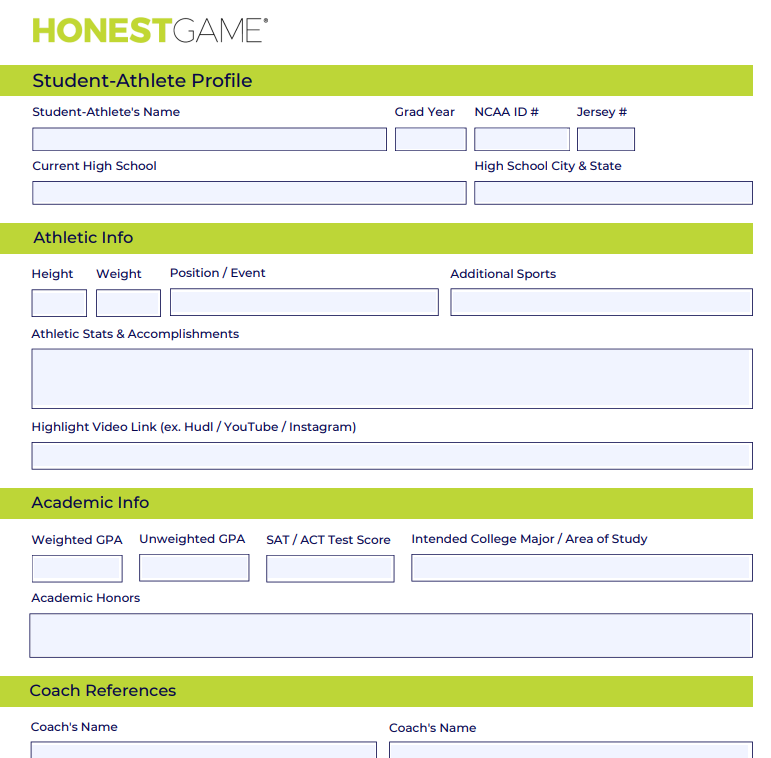 HONESTGAME®
Student-Athlete Profile
Student-Athlete's Name Grad Year NCAA ID # Jersey #
Current High School High School City & State
Athletic Info
Height Weight Position / Event Additional Sports
Athletic Stats & Accomplishments
Highlight Video Link (ex. Hudl / YouTube / Instagram)
Academic Info
Weighted GPA Unweighted GPA SAT / ACT Test Score Intended College Major / Area of Study
Academic Honors
Coach References
Coach's Name Coach's Name